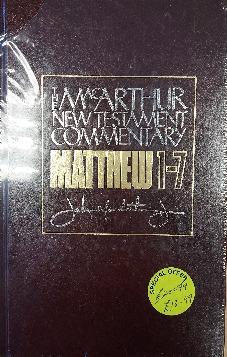 THE MACARTHUR
NEW TESTAMENT
COMMENTARY
MATTHEW 1-7
SPECIAL OFFER